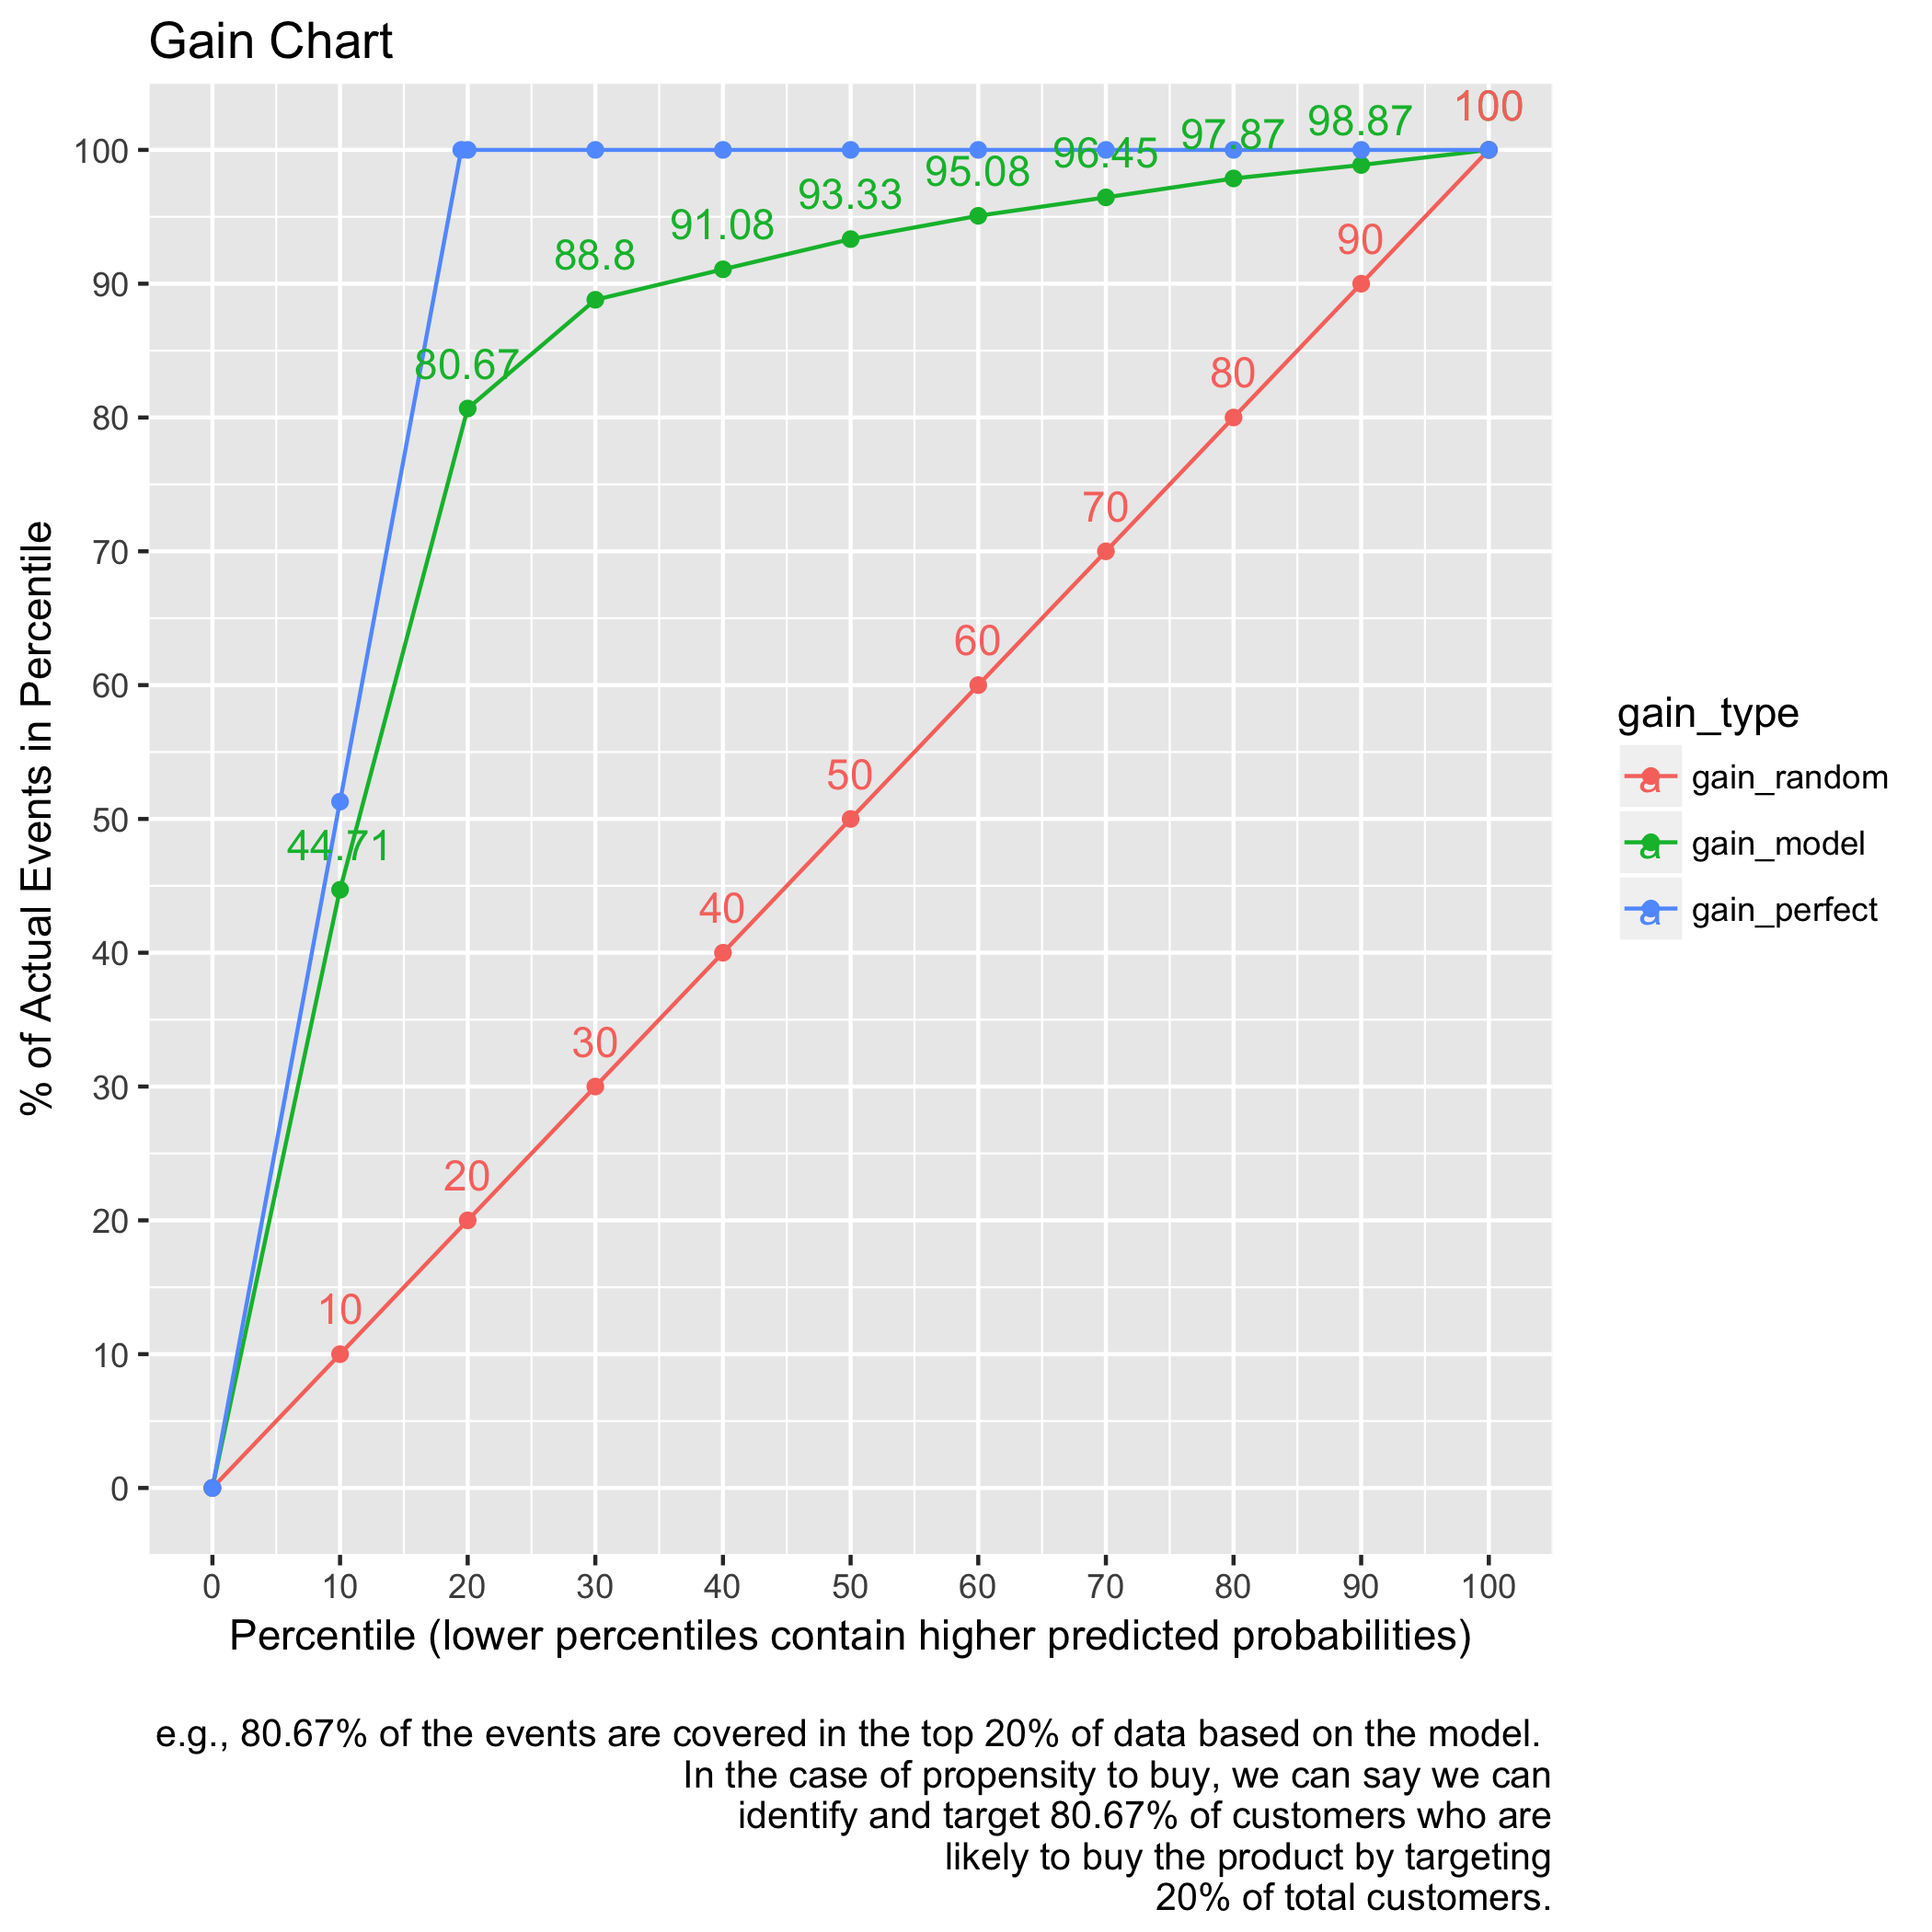 Gain Chart
% of Actual Events in Percentile
100
90
80
70
60
50
40
30
20
10
0
44.71
80.67
88.8
91.08
93.33
95.08
96.45
97.87
98.87
100
10
20
30
40
50
60
70
80
90
0 10 20 30 40 50 60 70 80 90 100
Percentile (lower percentiles contain higher predicted probabilities)
gain_type
a gain_random
a gain_model
a gain_perfect
e.g., 80.67% of the events are covered in the top 20% of data based on the model.
In the case of propensity to buy, we can say we can
identify and target 80.67% of customers who are
likely to buy the product by targeting
20% of total customers.